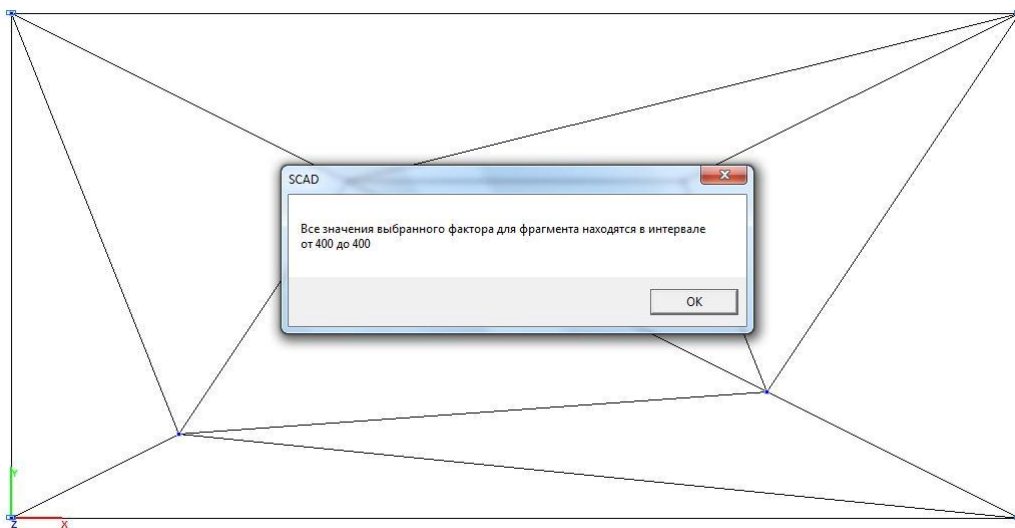 SCAD
Все значения выбранного фактора для фрагмента находятся в интервале
от 400 до 400
OK
Y
Z X